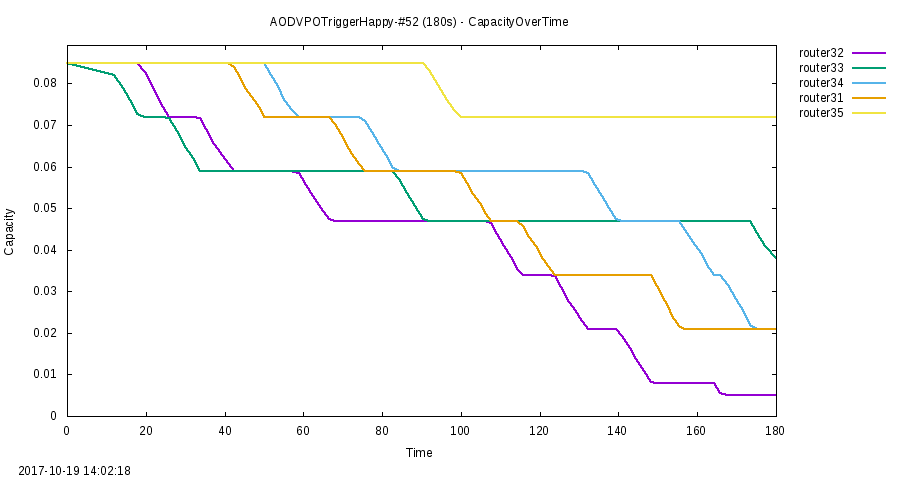 AODVPOTriggerHappy-#52 (180s) - CapacityOverTime
router32
router33
router34
router31
router35
0.08
0.07
0.06
0.05
0.04
0.03
0.02
0.01
0
Capacity
0 20 40 60 80 100 120 140 160 180
Time
2017-10-19 14:02:18